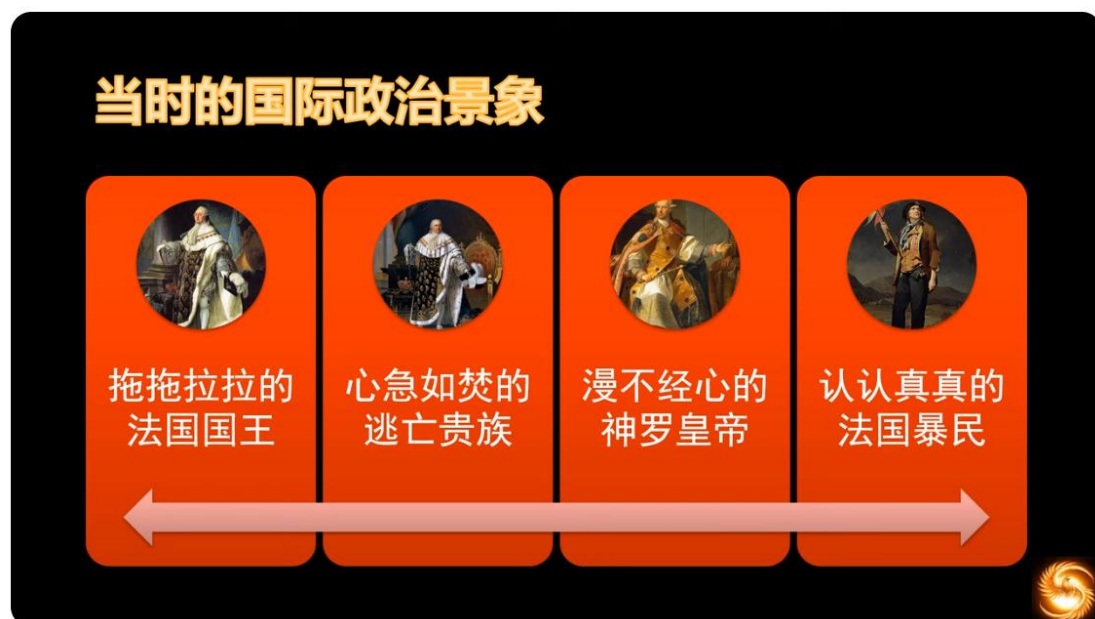 当时的国际政治景象
拖拖拉拉的
法国国王
心急如焚的
逃亡贵族
漫不经心的
神罗皇帝
认认真真的
法国暴民